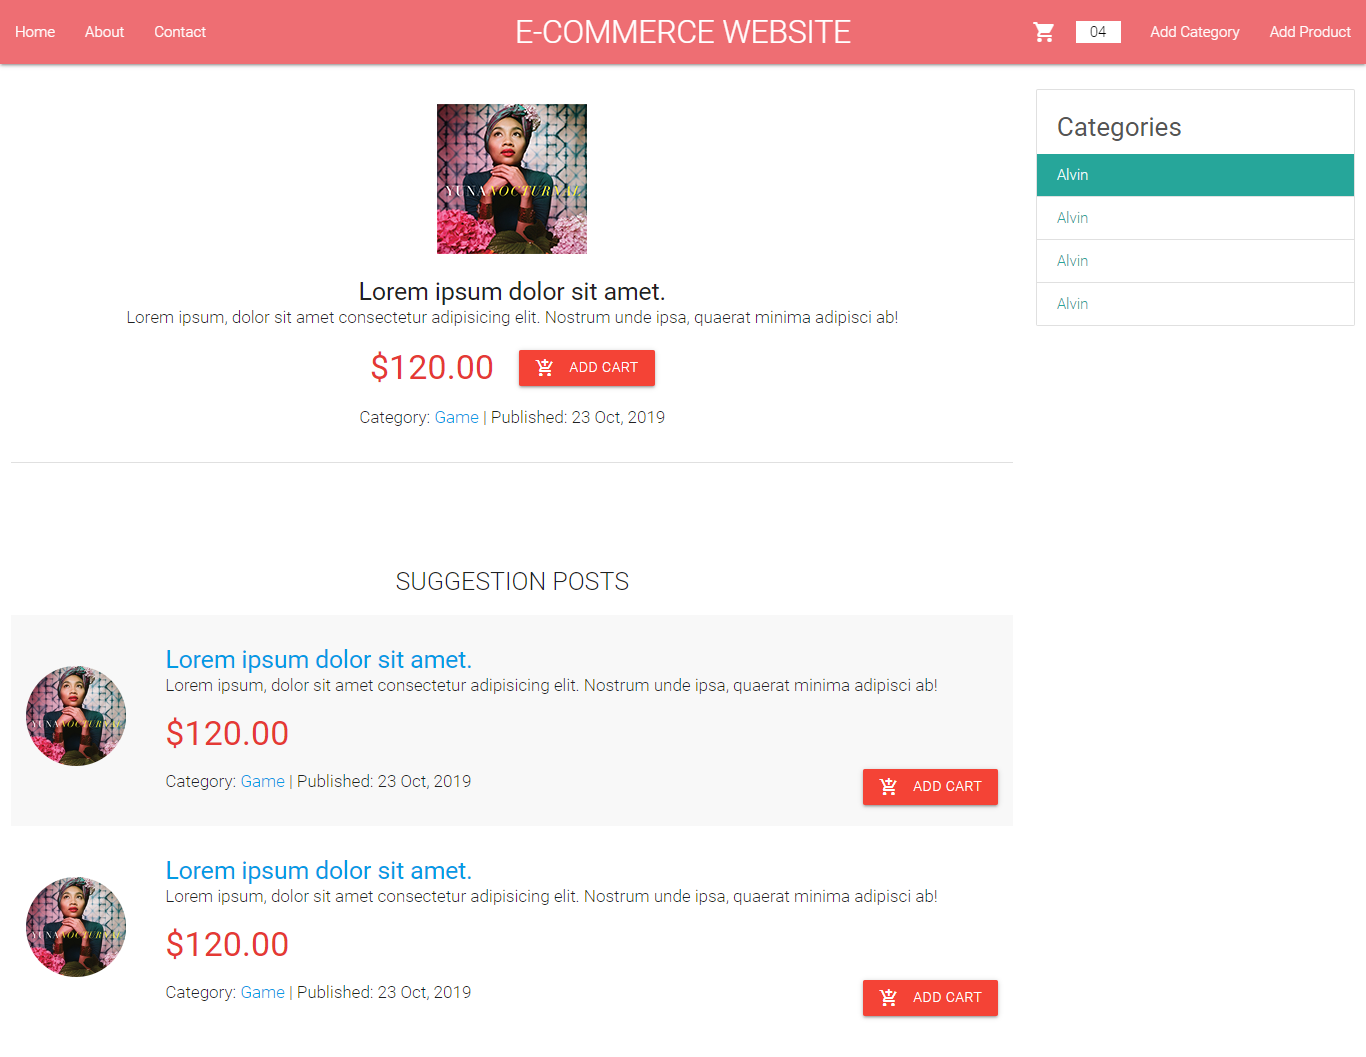 Home About Contact E-COMMERCE WEBSITE 04 Add Category Add Product
YUNA NOCTURNAL
Lorem ipsum dolor sit amet.
Lorem ipsum, dolor sit amet consectetur adipisicing elit. Nostrum unde ipsa, quaerat minima adipisci ab!
$120.00 ADD CART
Category: Game | Published: 23 Oct, 2019
Categories
Alvin
Alvin
Alvin
Alvin
SUGGESTION POSTS
YUNA NOCTURNAL
Lorem ipsum dolor sit amet.
Lorem ipsum, dolor sit amet consectetur adipisicing elit. Nostrum unde ipsa, quaerat minima adipisci ab!
$120.00
Category: Game | Published: 23 Oct, 2019
ADD CART
YUNA NOCTURNAL
Lorem ipsum dolor sit amet.
Lorem ipsum, dolor sit amet consectetur adipisicing elit. Nostrum unde ipsa, quaerat minima adipisci ab!
$120.00
Category: Game | Published: 23 Oct, 2019
ADD CART